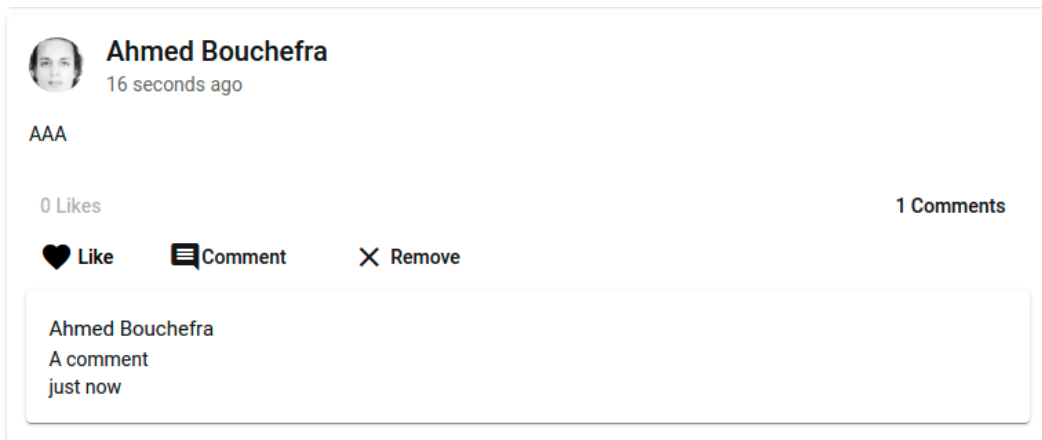 Ahmed Bouchefra
16 seconds ago
AAA
0 Likes 1 Comments
Like Comment Remove
Ahmed Bouchefra
A comment
just now